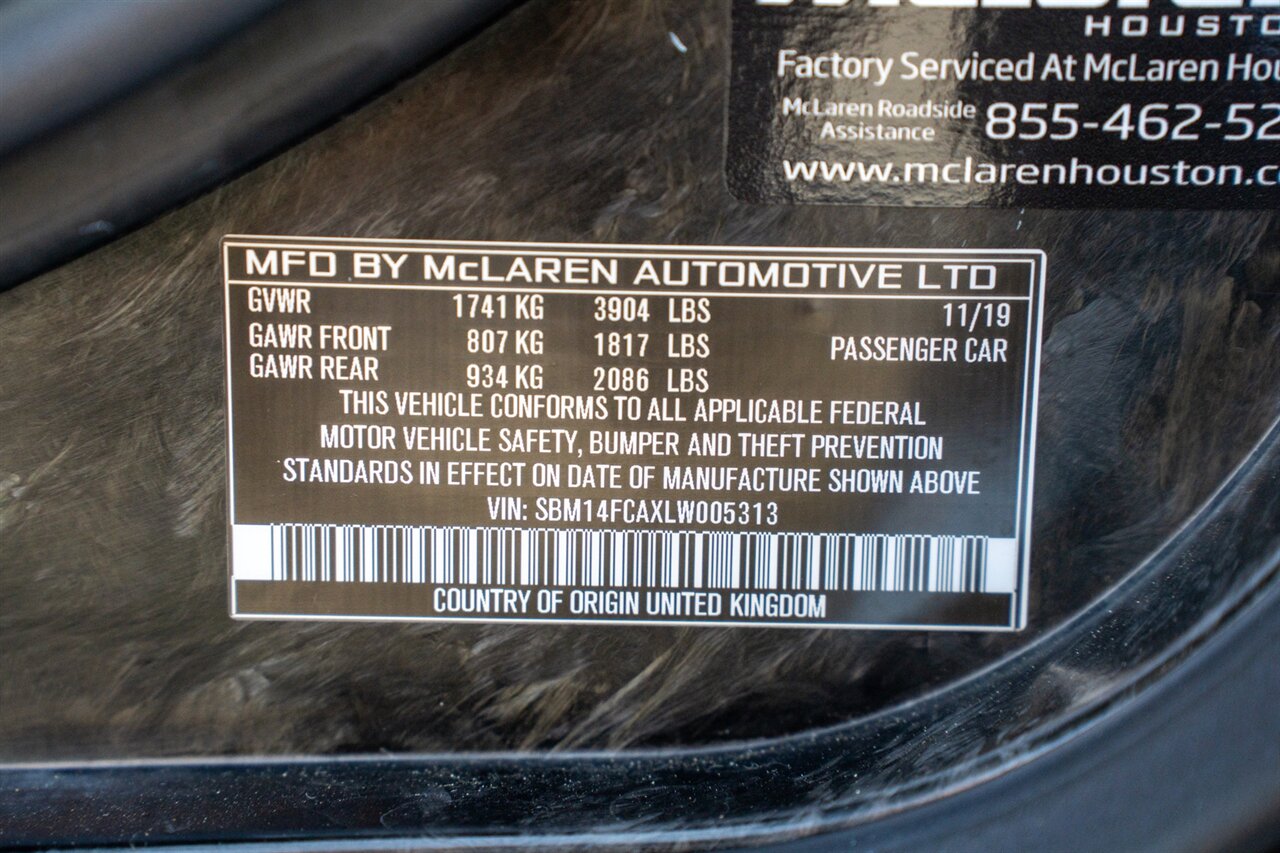 HOUSTO
Factory Serviced At McLaren Hou
McLaren Roadside Assistance 855-462-52
www.mclarenhouston.c
MFD BY McLAREN AUTOMOTIVE LTD
GVWR 1741 KG 3904 LBS 11/19
GAWR FRONT 807 KG 1817 LBS PASSENGER CAR
GAWR REAR 934 KG 2086 LBS
THIS VEHICLE CONFORMS TO ALL APPLICABLE FEDERAL
MOTOR VEHICLE SAFETY, BUMPER AND THEFT PREVENTION
STANDARDS IN EFFECT ON DATE OF MANUFACTURE SHOWN ABOVE
VIN: SBM14FCAXLW005313
COUNTRY OF ORIGIN UNITED KINGDOM